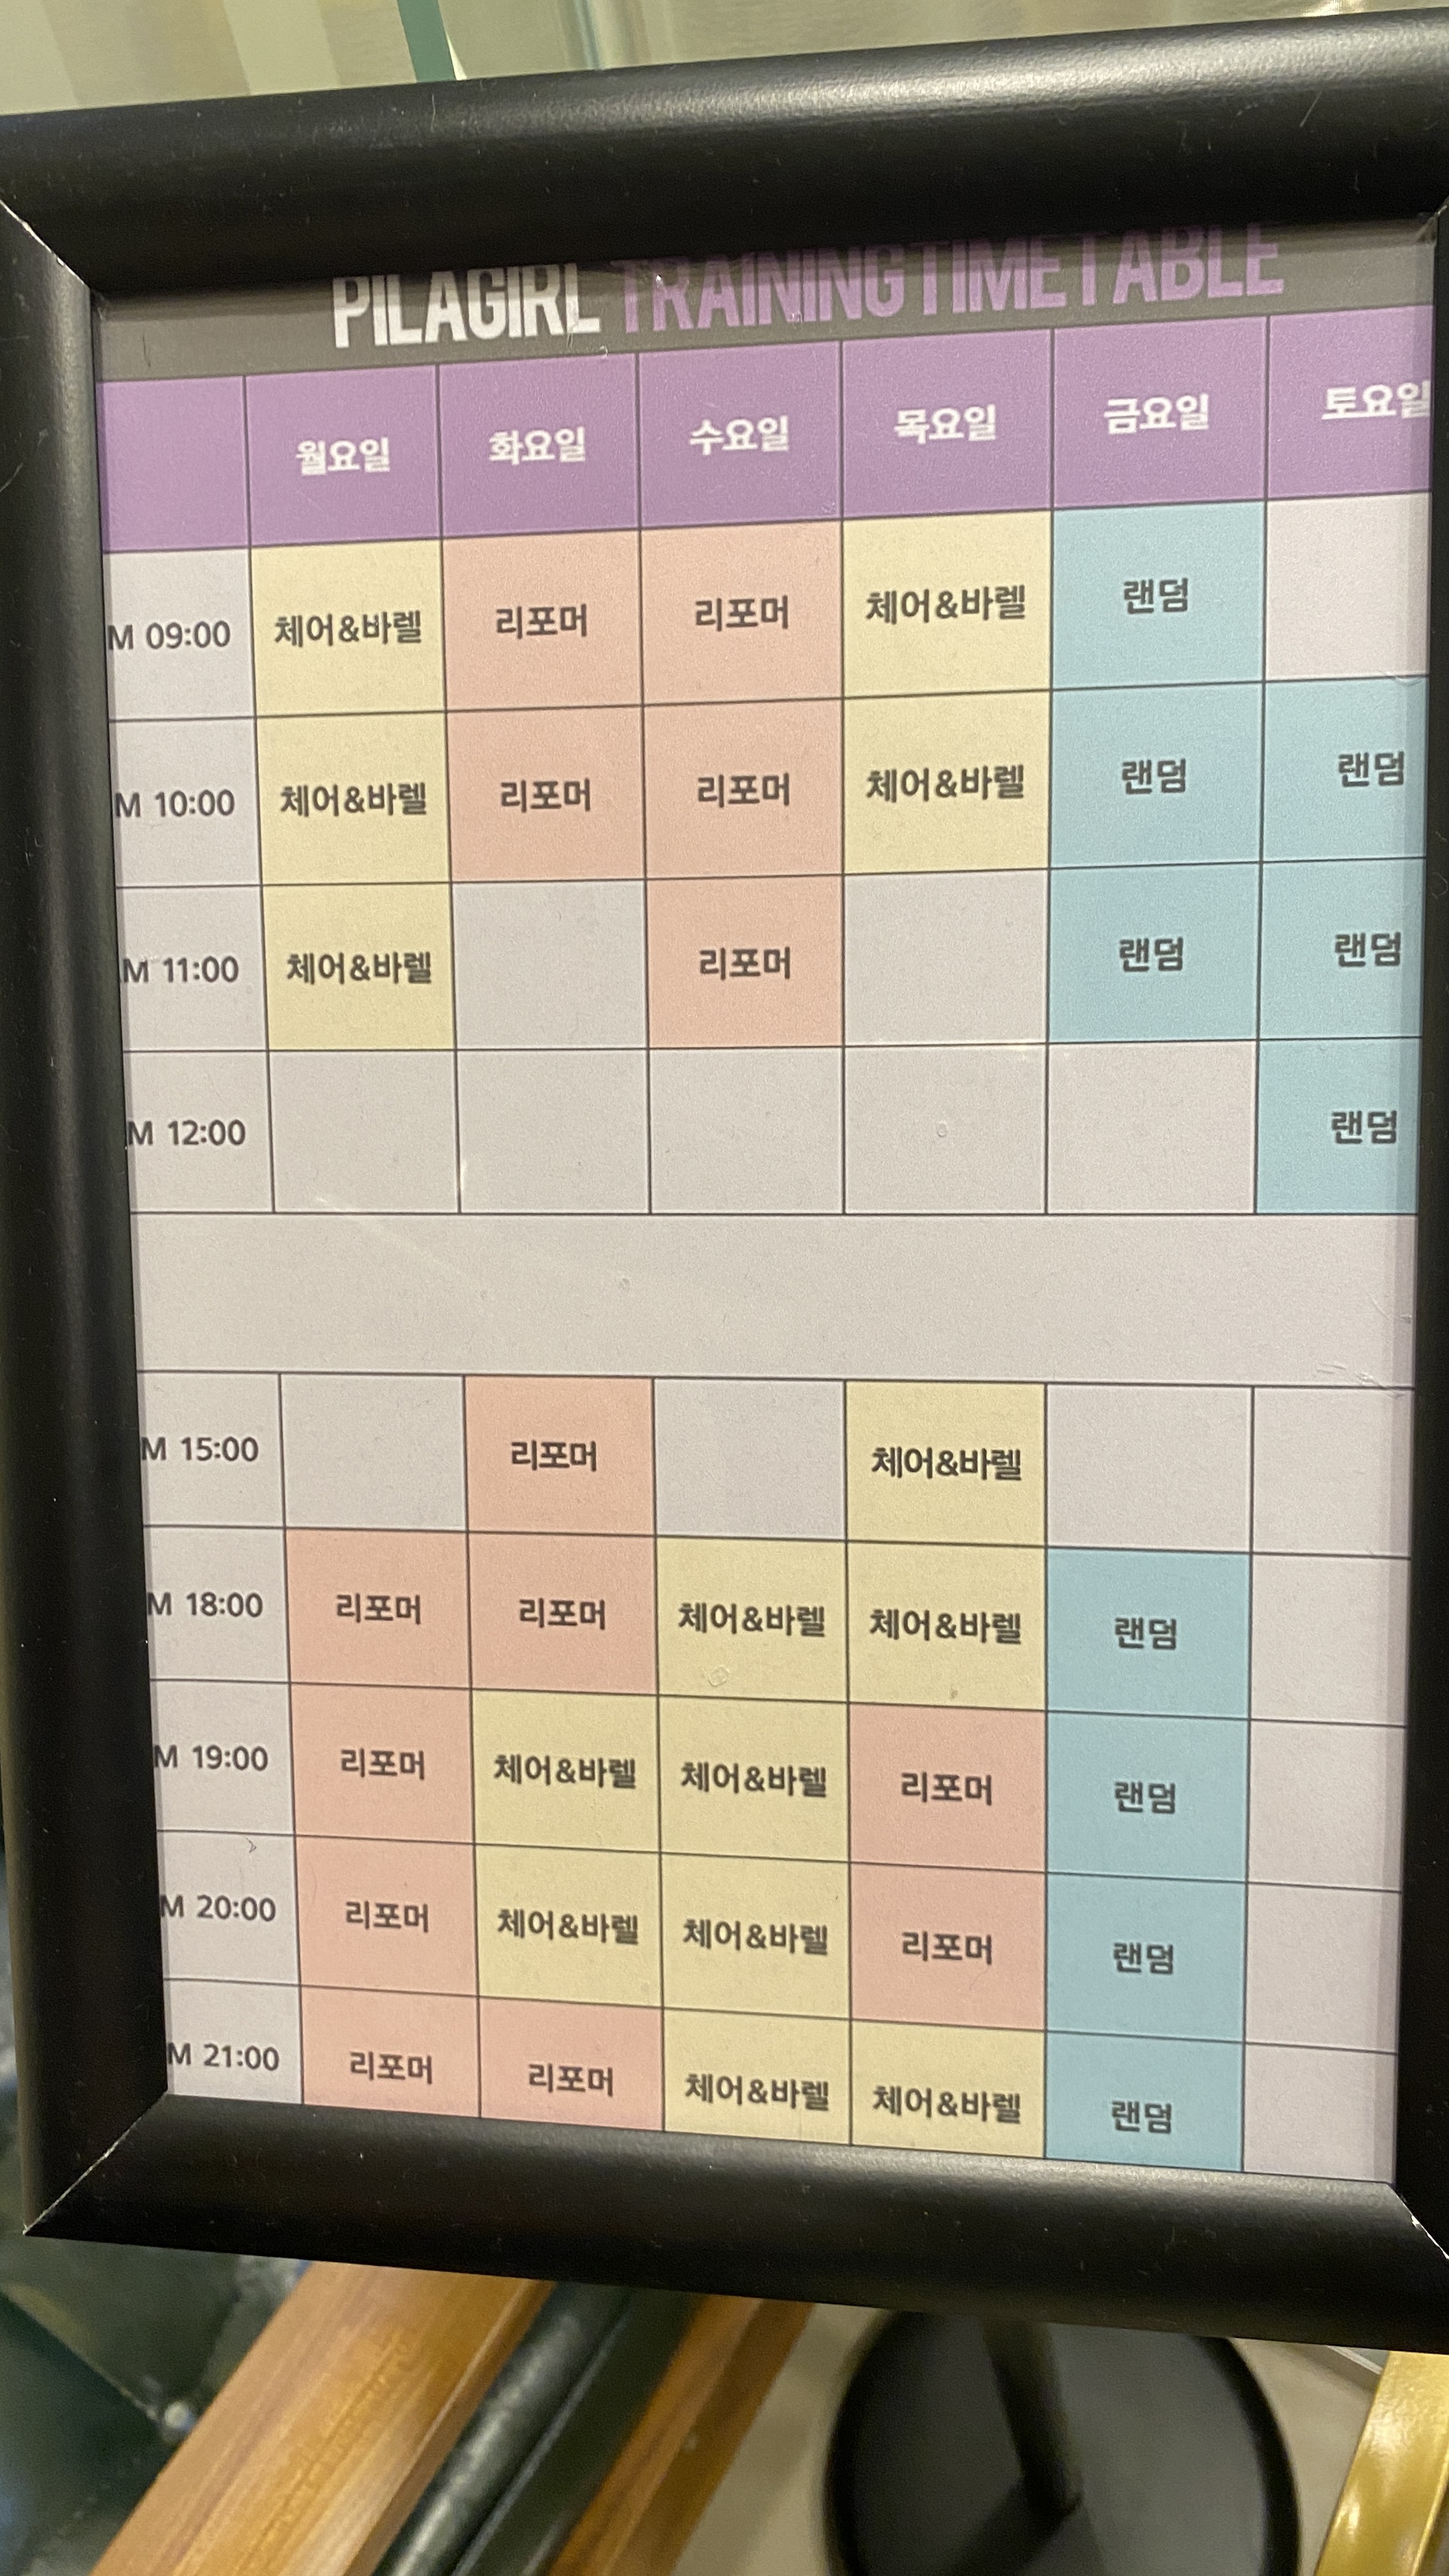 PILAGIRL TRAINING TIME TABLE
월요일 화요일 수요일 목요일 금요일 토요일
M 09:00 체어&바렐 리포머 리포머 체어&바렐 랜덤
M 10:00 체어&바렐 리포머 리포머 체어&바렐 랜덤 랜덤
M 11:00 체어&바렐 리포머 랜덤 랜덤
M 12:00 랜덤
M 15:00 리포머 체어&바렐
M 18:00 리포머 리포머 체어&바렐 체어&바렐 랜덤
M 19:00 리포머 체어&바렐 체어&바렐 리포머 랜덤
M 20:00 리포머 체어&바렐 체어&바렐 리포머 랜덤
M 21:00 리포머 리포머 체어&바렐 체어&바렐 랜덤